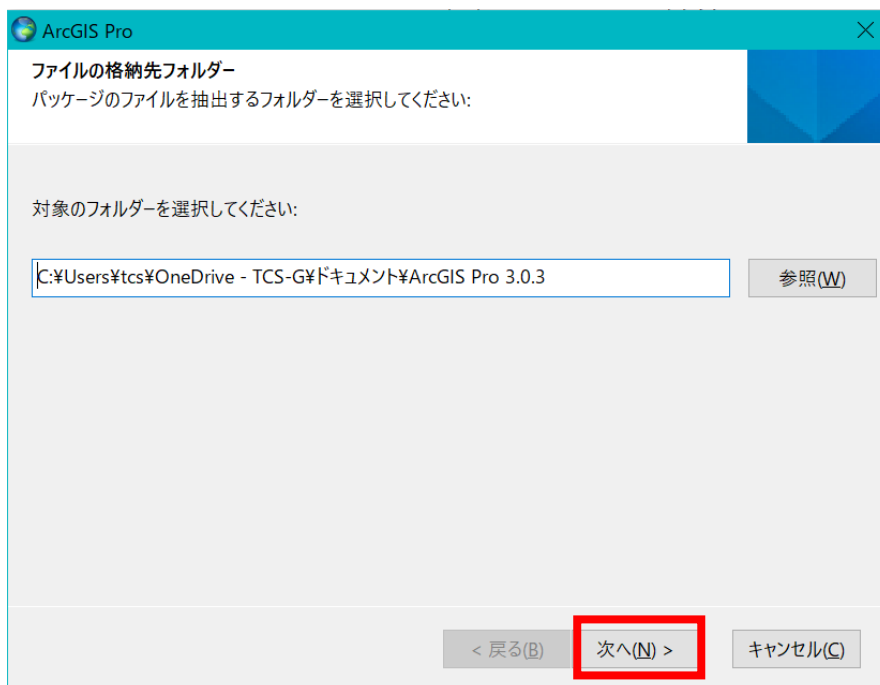 ArcGIS Pro
ファイルの格納先フォルダー
パッケージのファイルを抽出するフォルダーを選択してください:
対象のフォルダーを選択してください:
C:¥Users¥tcs¥OneDrive - TCS-G¥ドキュメント¥ArcGIS Pro 3.0.3
参照(W)
< 戻る(B) 次へ(N) > キャンセル(C)